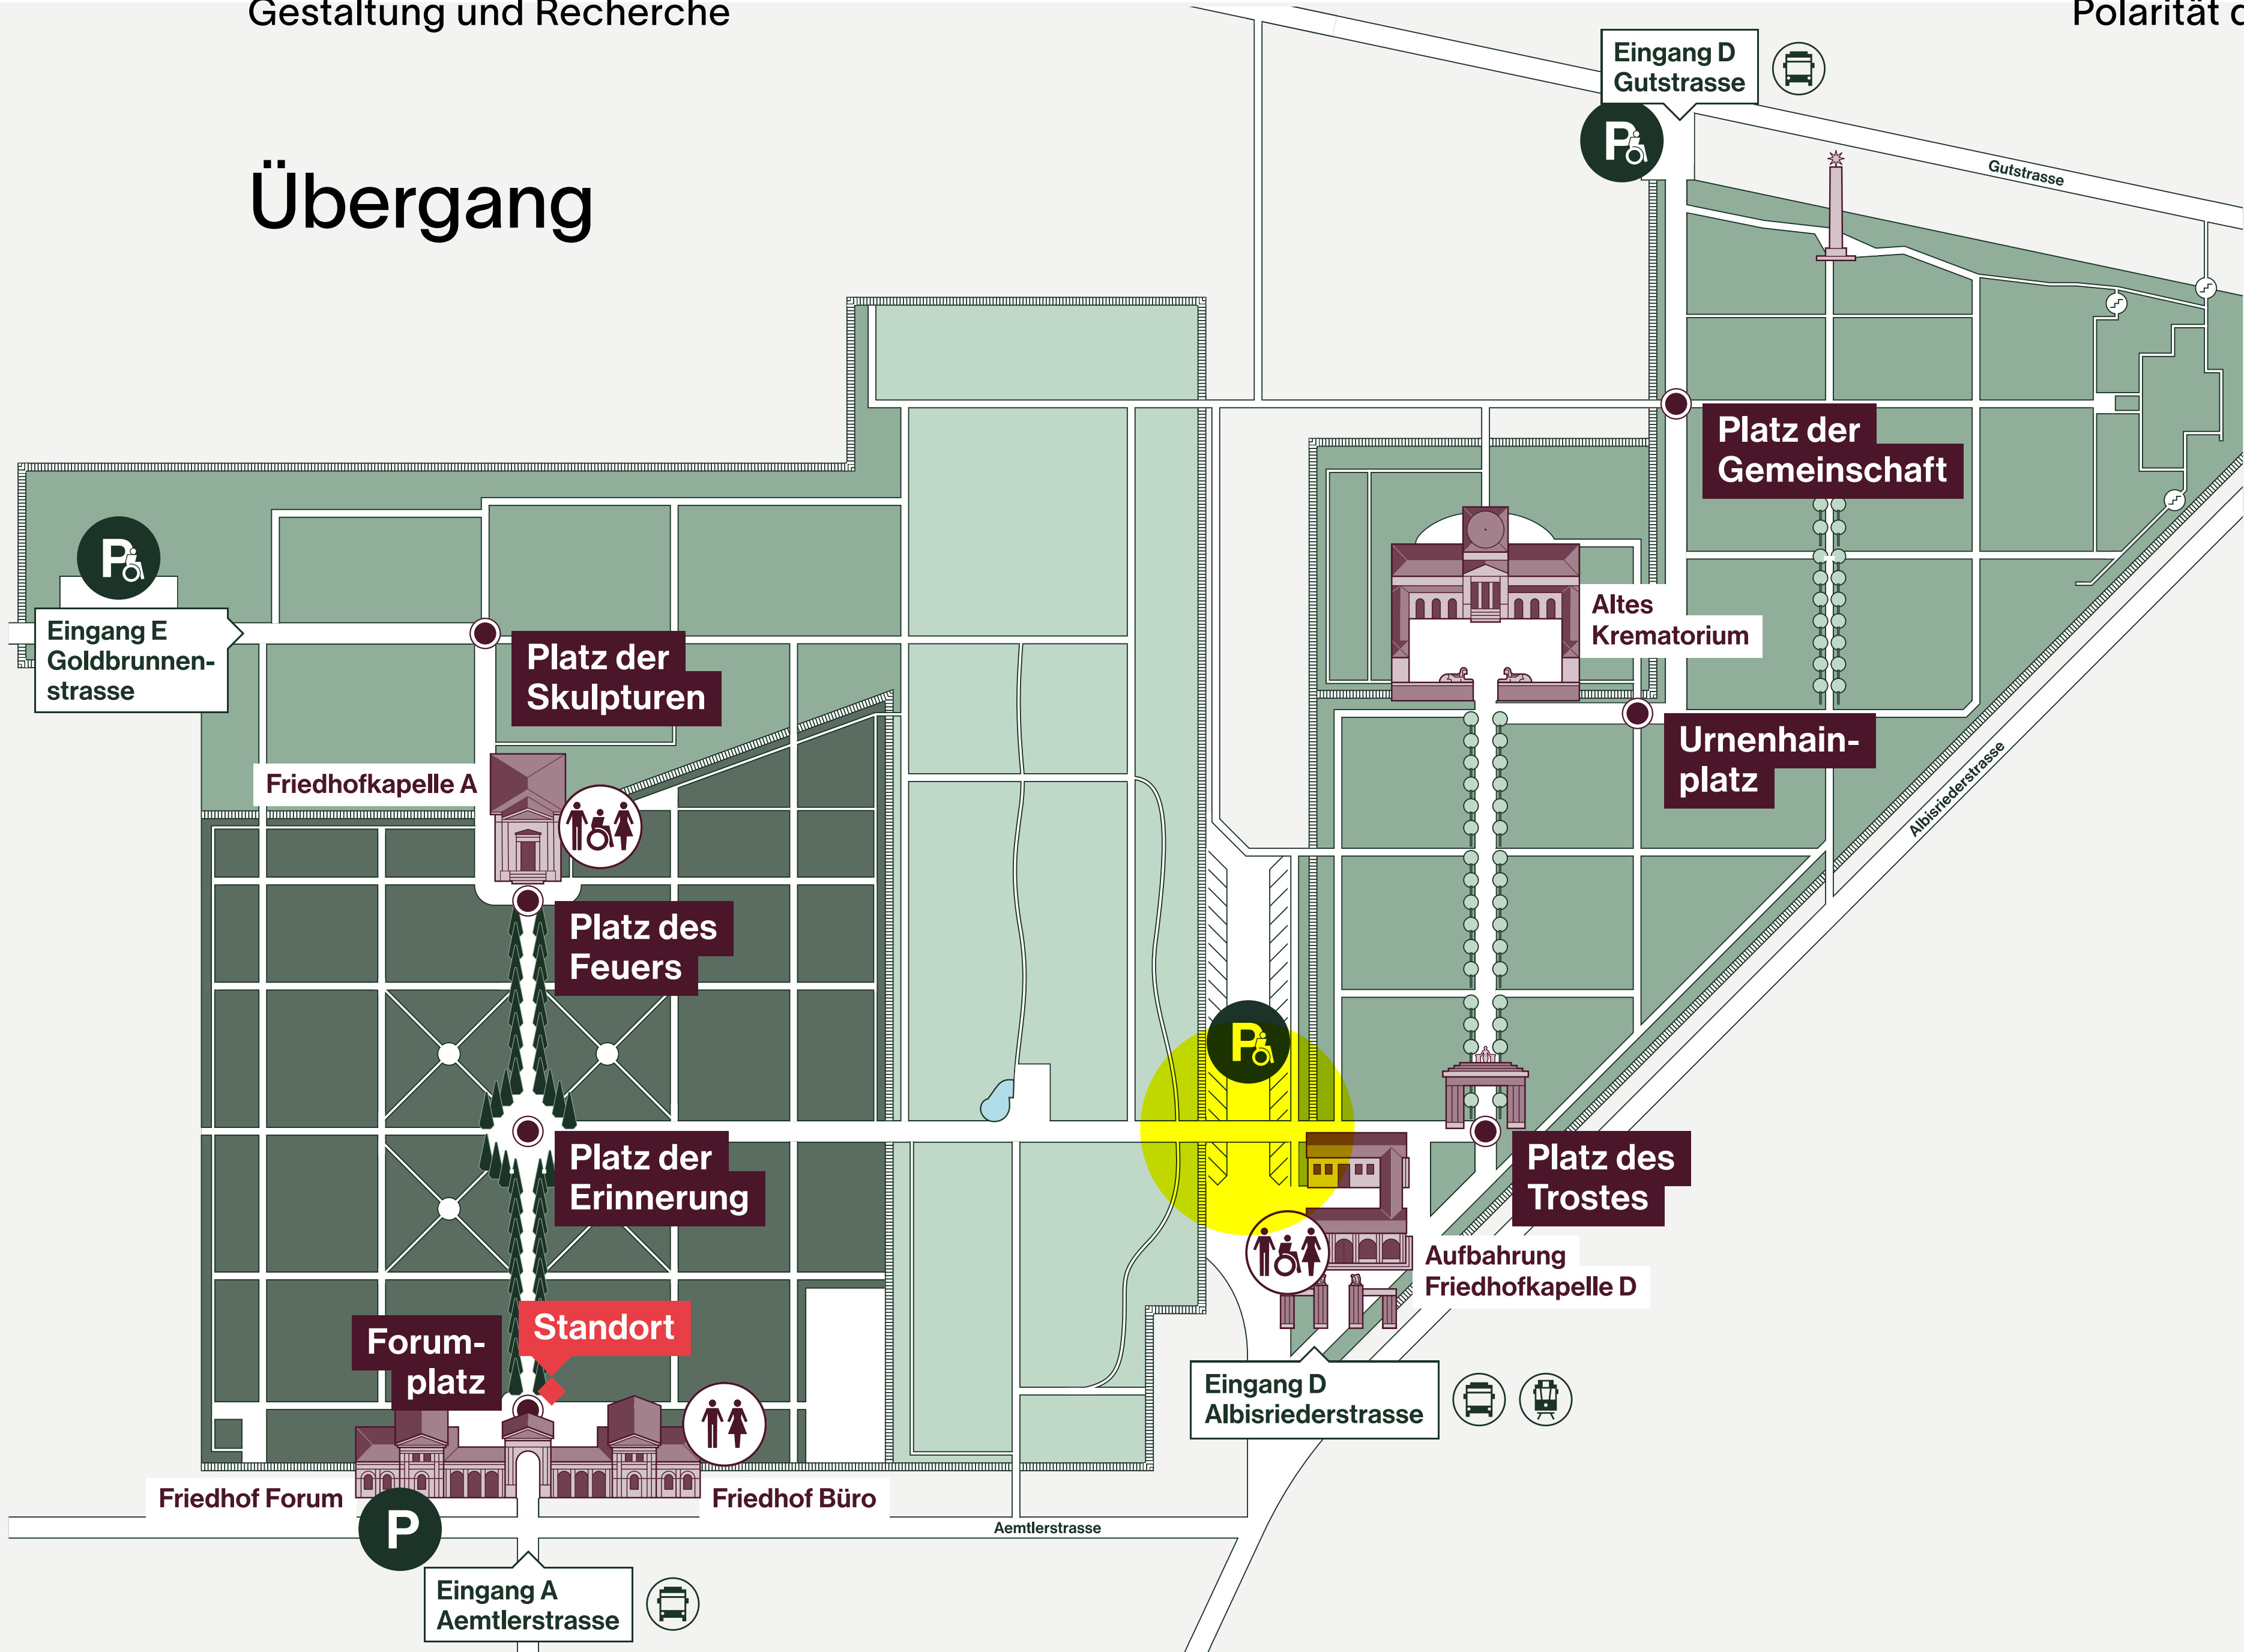 Gestaltung und Recherche
Polarität
Übergang
Eingang D
Gutstrasse
P
Gutstrasse
Platz der
Gemeinschaft
P
Eingang E
Goldbrunnen-
strasse
Platz der
Skulpturen
Altes
Krematorium
Urnenhain-
platz
Albisriederstrasse
Friedhofkapelle A
Platz des
Feuers
P
Platz der
Erinnerung
Platz des
Trostes
Aufbahrung
Friedhofkapelle D
Standort
Forum-
platz
Eingang D
Albisriederstrasse
Friedhof Forum
Friedhof Büro
P
Aemtlerstrasse
Eingang A
Aemtlerstrasse